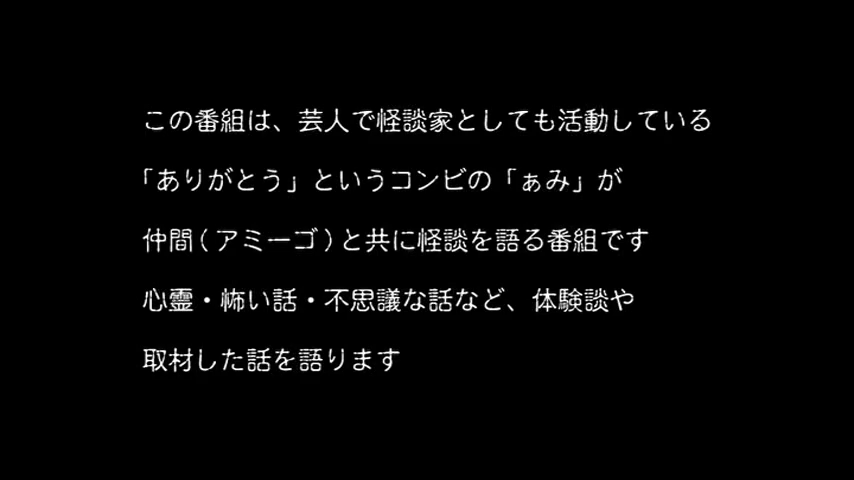 この番組は、芸人で怪談家としても活動している
「ありがとう」というコンビの「ぁみ」が
仲間(アミーゴ)と共に怪談を語る番組です
心霊・怖い話・不思議な話など、体験談や
取材した話を語ります